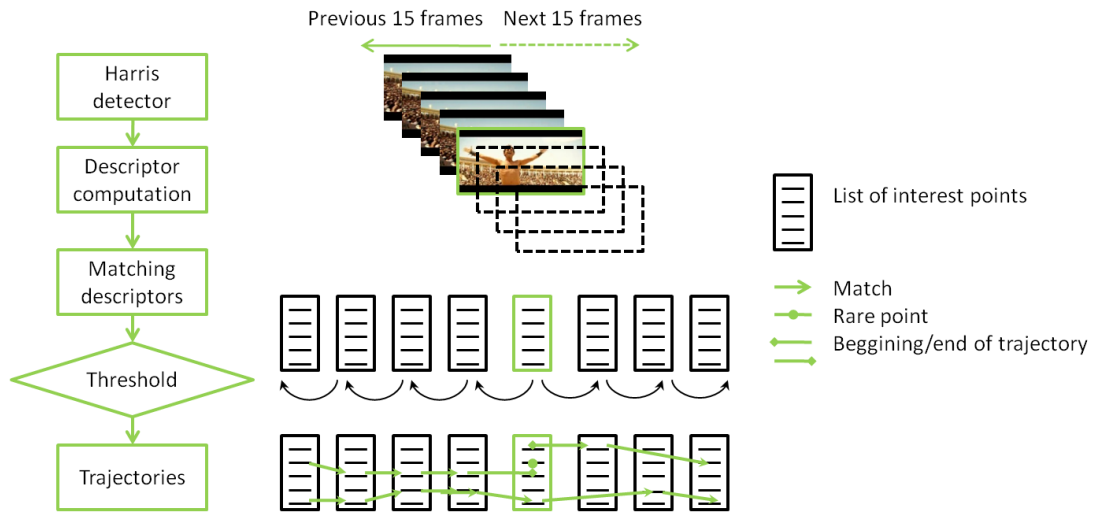 Previous 15 frames
Next 15 frames
Harris
detector
Descriptor
computation
Matching
descriptors
Threshold
Trajectories
List of interest points
Match
Rare point
Beggining/end of trajectory